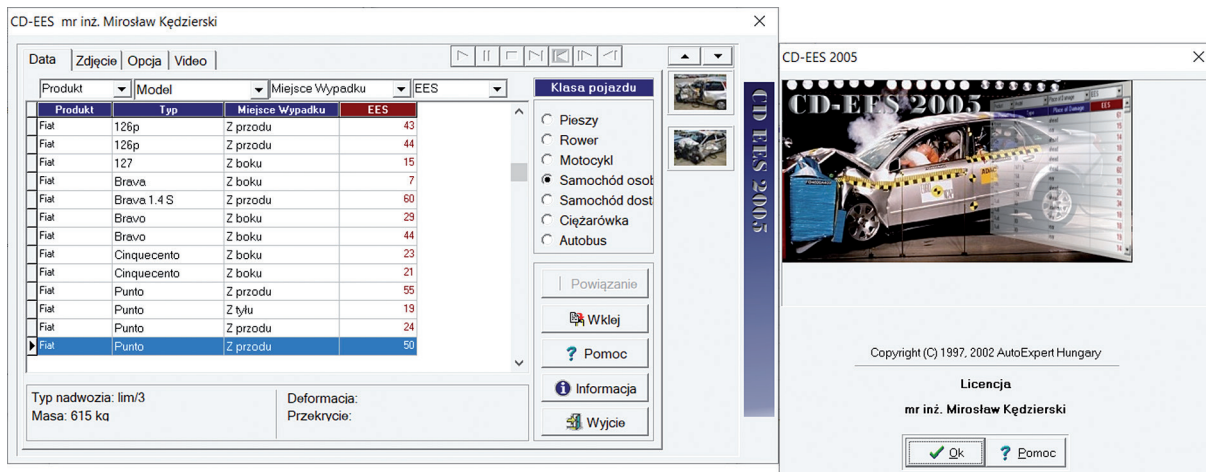 CD-EES mr inż. Mirosław Kędzierski
Data Zdjęcie Opcja Video
Produkt Model Miejsce Wypadku EES
Produkt Typ Miejsce Wypadku EES
Fiat 126p Z przodu 43
Fiat 126p Z przodu 44
Fiat 127 Z boku 15
Fiat Brava Z boku 7
Fiat Brava 1.4 S Z przodu 60
Fiat Bravo Z boku 29
Fiat Bravo Z boku 44
Fiat Cinquecento Z boku 23
Fiat Cinquecento Z boku 21
Fiat Punto Z przodu 55
Fiat Punto Z tyłu 19
Fiat Punto Z przodu 24
Fiat Punto Z przodu 50
Typ nadwozia: lim/3
Masa: 615 kg
Deformacja:
Przekrycie:
Klasa pojazdu
Pieszy
Rower
Motocykl
Samochód osob
Samochód dost
Ciężarówka
Autobus
Powiązanie
Wklej
? Pomoc
Informacja
Wyjcie
CD EES 2005
CD-EES 2005
CD-EES 2005
Place of Damage EES
Copyright (C) 1997, 2002 AutoExpert Hungary
Licencja
mr inż. Mirosław Kędzierski
Ok
? Pomoc